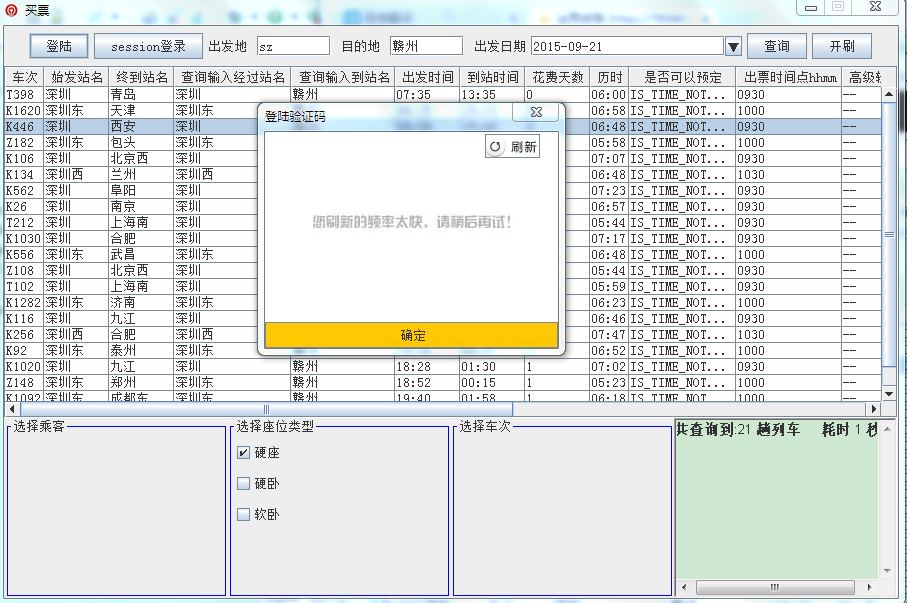 买票
登陆 session登录 出发地 sz 目的地 赣州 出发日期 2015-09-21 查询 开刷
车次 始发站名 终到站名 查询输入经过站名 查询输入到站名 出发时间 到站时间 花费天数 历时 是否可以预定 出票时间点hhmm 高级软
T398 深圳 青岛 深圳 赣州 07:35 13:35 0 06:00 IS_TIME_NOT... 0930 --
K1620 深圳东 天津 深圳东 06:58 IS_TIME_NOT... 1000 --
K446 深圳 西安 深圳 06:48 IS_TIME_NOT... 0930 --
Z182 深圳东 包头 深圳东 05:58 IS_TIME_NOT... 1000 --
K106 深圳 北京西 深圳 07:07 IS_TIME_NOT... 0930 --
K134 深圳西 兰州 深圳西 06:48 IS_TIME_NOT... 1030 --
K562 深圳 阜阳 深圳 07:23 IS_TIME_NOT... 0930 --
K26 深圳 南京 深圳 06:57 IS_TIME_NOT... 0930 --
T212 深圳 上海南 深圳 05:44 IS_TIME_NOT... 0930 --
K1030 深圳 合肥 深圳 07:17 IS_TIME_NOT... 0930 --
K556 深圳东 武昌 深圳东 06:48 IS_TIME_NOT... 1000 --
Z108 深圳 北京西 深圳 05:44 IS_TIME_NOT... 0930 --
T102 深圳 上海南 深圳 05:59 IS_TIME_NOT... 0930 --
K1282 深圳东 济南 深圳东 06:23 IS_TIME_NOT... 1000 --
K116 深圳 九江 深圳 06:46 IS_TIME_NOT... 0930 --
K256 深圳西 合肥 深圳西 07:47 IS_TIME_NOT... 1030 --
K92 深圳东 泰州 深圳东 06:52 IS_TIME_NOT... 1000 --
K1020 深圳 九江 深圳 赣州 18:28 01:30 1 07:02 IS_TIME_NOT... 0930 --
Z148 深圳东 郑州 深圳东 赣州 18:52 00:15 1 05:23 IS_TIME_NOT... 1000 --
K1092 深圳东 成都东 深圳东 赣州 19:40 01:58 1 06:18 IS_TIME_NOT... 1000 --
登陆验证码
刷新
您刷新的频率太快，请稍后再试！
确定
选择乘客 选择座位类型 选择车次 共查询到:21 趟列车 耗时 1 秒
硬座
硬卧
软卧